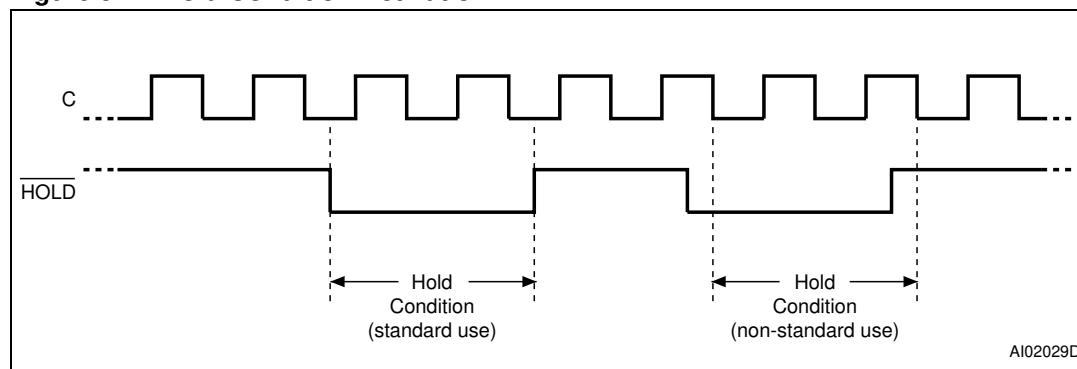 C
HOLD
Hold
Condition
(standard use)
Hold
Condition
(non-standard use)
AI02029D